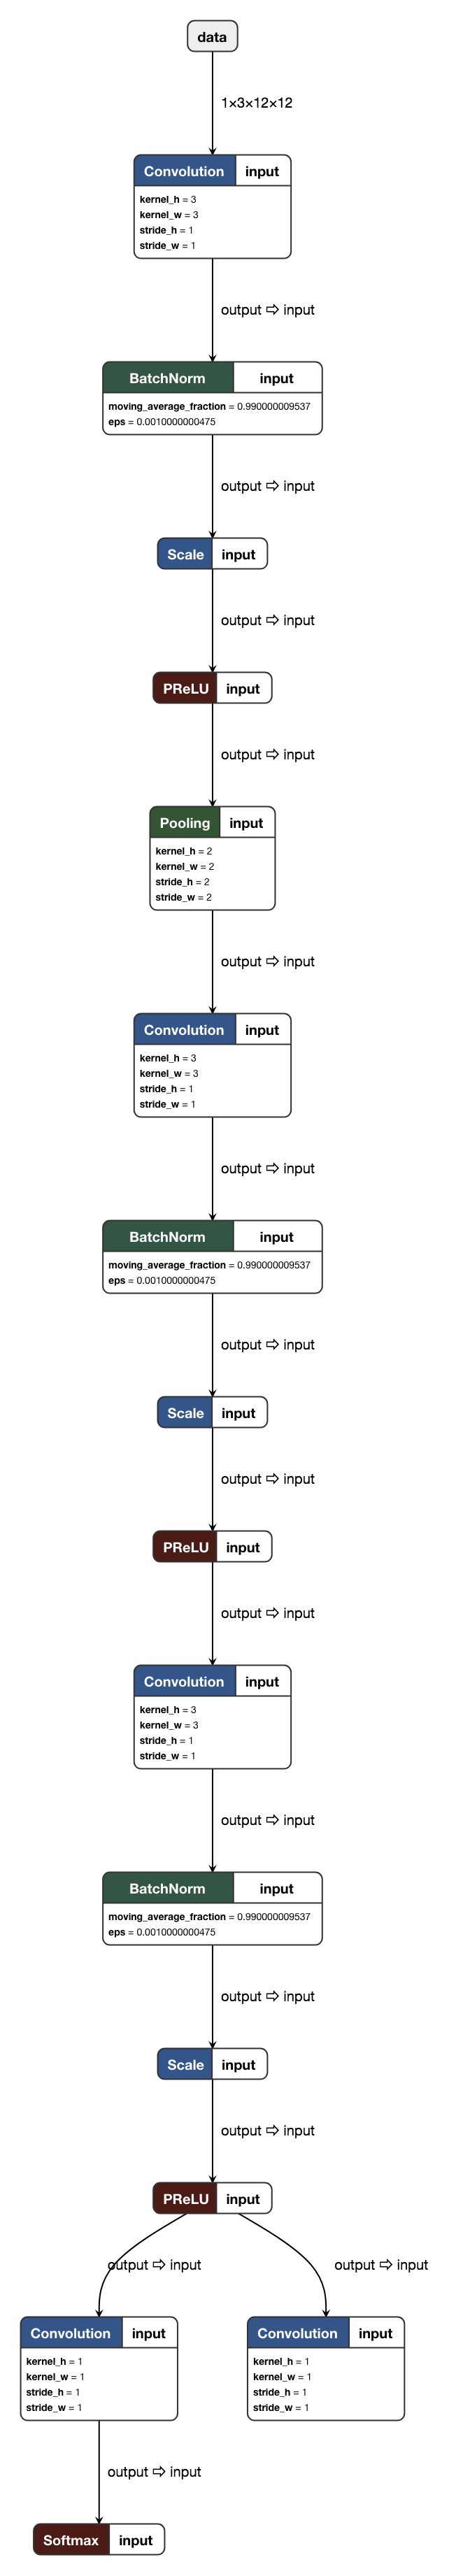 data
1×3×12×12
Convolution input
kernel_h = 3
kernel_w = 3
stride_h = 1
stride_w = 1
output ⇨ input
BatchNorm input
moving_average_fraction = 0.990000009537
eps = 0.0010000000475
output ⇨ input
Scale input
output ⇨ input
PReLU input
output ⇨ input
Pooling input
kernel_h = 2
kernel_w = 2
stride_h = 2
stride_w = 2
output ⇨ input
Convolution input
kernel_h = 3
kernel_w = 3
stride_h = 1
stride_w = 1
output ⇨ input
BatchNorm input
moving_average_fraction = 0.990000009537
eps = 0.0010000000475
output ⇨ input
Scale input
output ⇨ input
PReLU input
output ⇨ input
Convolution input
kernel_h = 3
kernel_w = 3
stride_h = 1
stride_w = 1
output ⇨ input
BatchNorm input
moving_average_fraction = 0.990000009537
eps = 0.0010000000475
output ⇨ input
Scale input
output ⇨ input
PReLU input
output ⇨ input
output ⇨ input
Convolution input
kernel_h = 1
kernel_w = 1
stride_h = 1
stride_w = 1
Convolution input
kernel_h = 1
kernel_w = 1
stride_h = 1
stride_w = 1
output ⇨ input
Softmax input